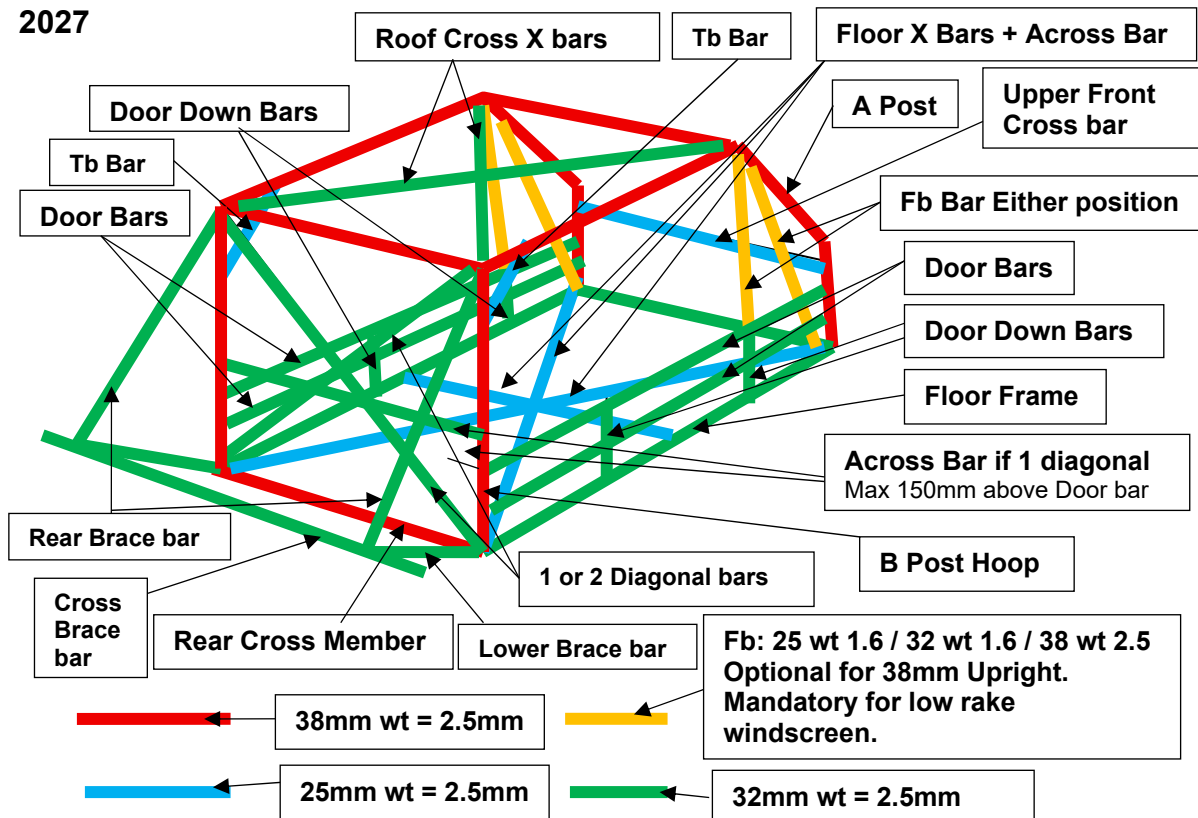 2027
Roof Cross X bars
Tb Bar
Floor X Bars + Across Bar
Door Down Bars
A Post
Upper Front
Cross bar
Tb Bar
Door Bars
Fb Bar Either position
Door Bars
Door Down Bars
Floor Frame
Across Bar if 1 diagonal
Max 150mm above Door bar
Rear Brace bar
B Post Hoop
1 or 2 Diagonal bars
Cross
Brace
bar
Rear Cross Member
Lower Brace bar
Fb: 25 wt 1.6 / 32 wt 1.6 / 38 wt 2.5
Optional for 38mm Upright.
Mandatory for low rake
windscreen.
38mm wt = 2.5mm
25mm wt = 2.5mm
32mm wt = 2.5mm